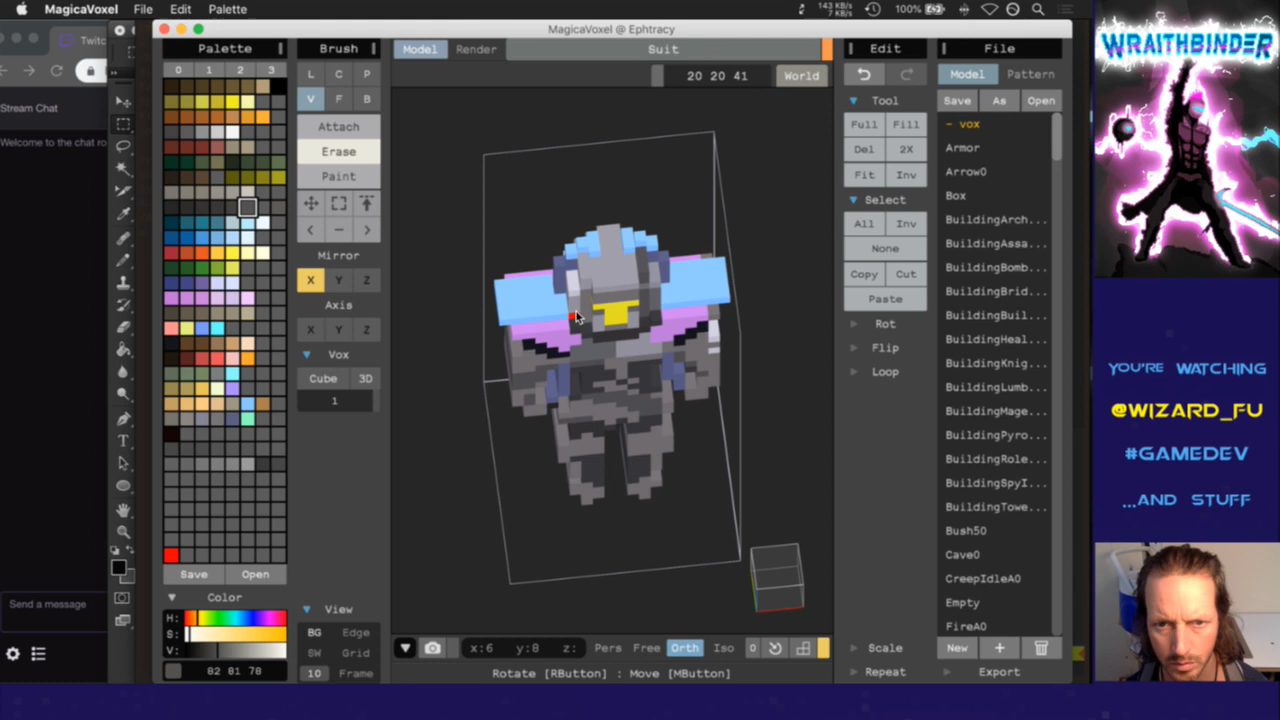 MagicaVoxel File Edit Palette
143 KB/s
7 KB/s
100%
Twitc
Stream Chat
Welcome to the chat ro
Send a message
MagicaVoxel @ Ephtracy
Palette
0 1 2 3
Save Open
Color
H:
S:
V:
82 81 78
Brush
L C P
V F B
Attach
Erase
Paint
Mirror
X Y Z
Axis
X Y Z
Vox
Cube 3D
1
View
BG Edge
SW Grid
10 Frame
Model Render Suit
20 20 41 World
x:6 y:8 z: Pers Free Orth Iso 0
Rotate [RButton] : Move [MButton]
Edit
Tool
Full Fill
Del 2X
Fit Inv
Select
All Inv
None
Copy Cut
Paste
Rot
Flip
Loop
Scale
Repeat
File
Model Pattern
Save As Open
- vox
Armor
Arrow0
Box
BuildingArch...
BuildingAssa...
BuildingBomb...
BuildingBrid...
BuildingBuil...
BuildingHeal...
BuildingKnig...
BuildingLumb...
BuildingMage...
BuildingPyro...
BuildingRole...
BuildingSpyI...
BuildingTowe...
Bush50
Cave0
CreepIdleA0
Empty
FireA0
New +
Export
WRAITHBINDER
YOU'RE WATCHING
@WIZARD_FU
#GAMEDEV
...AND STUFF